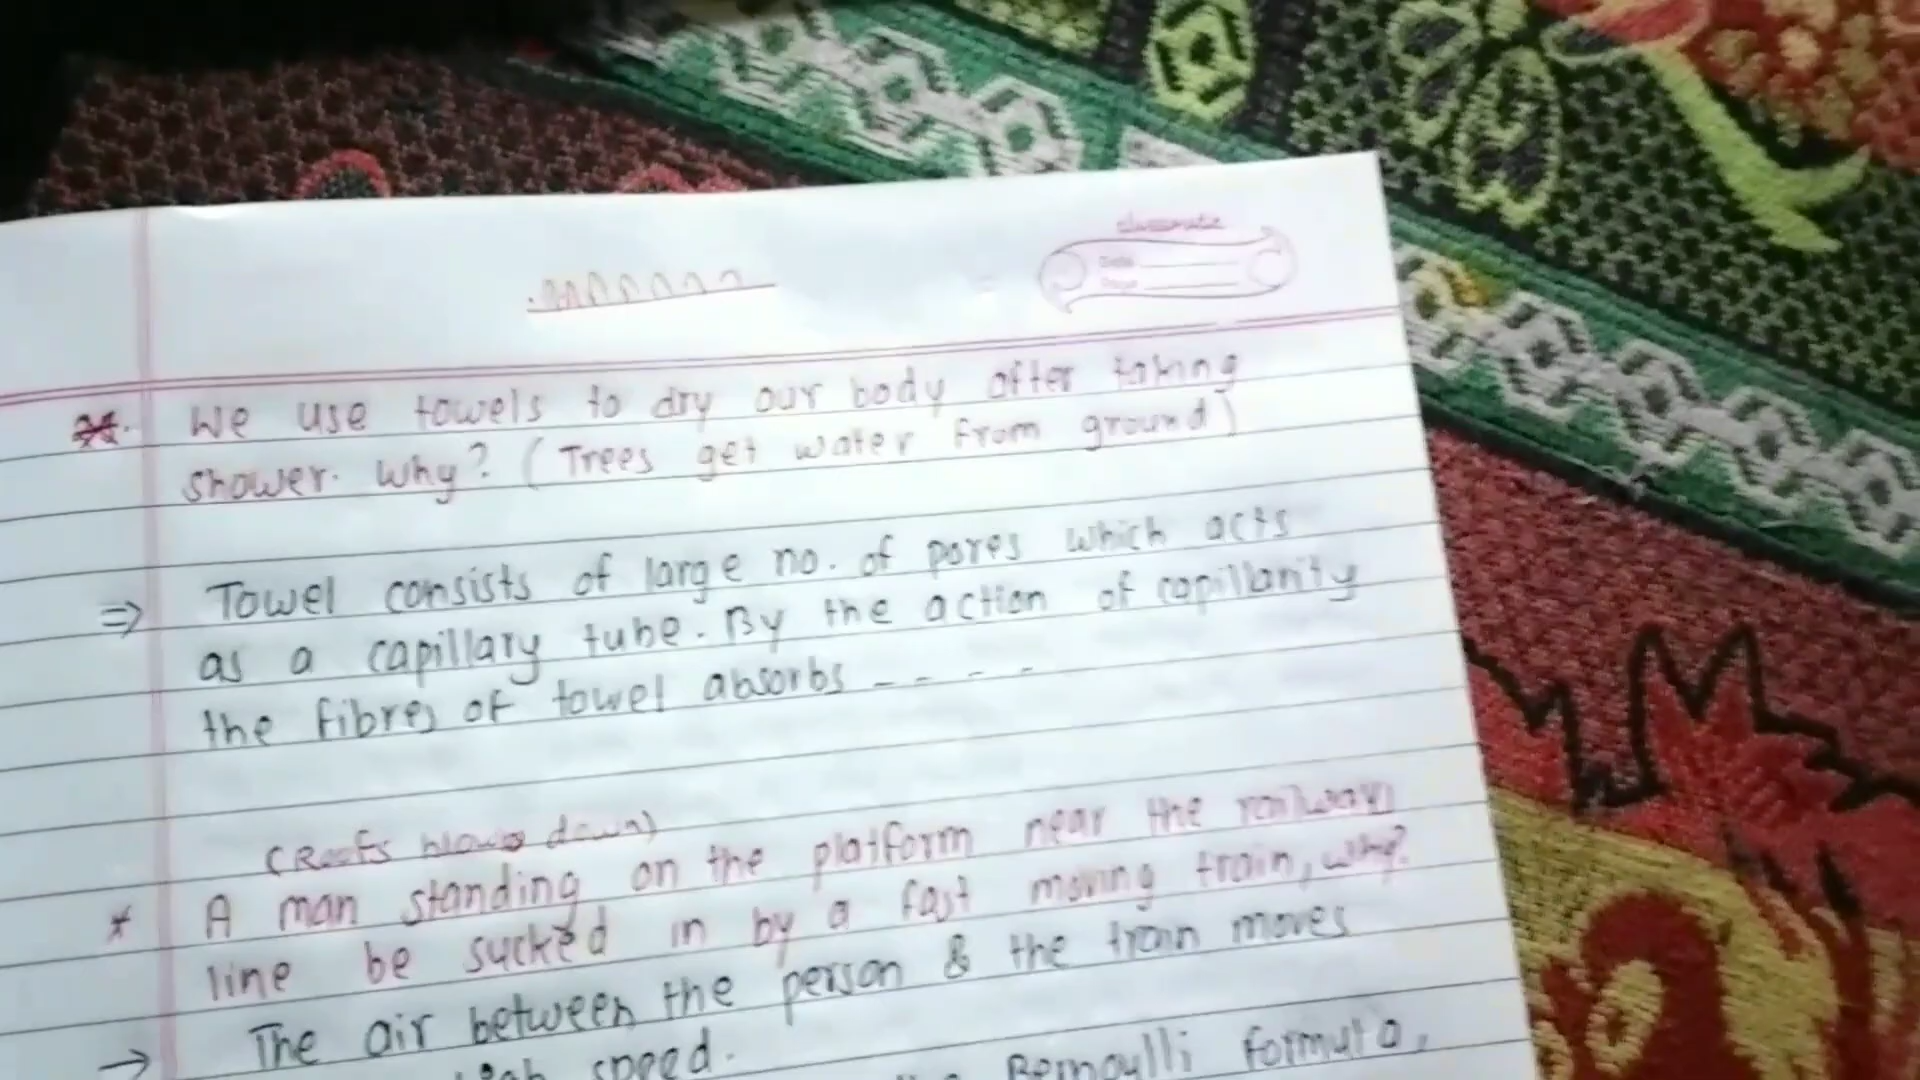 classmate
Date
Page
We use towels to dry our body after taking
shower. Why? (Trees get water from ground)
⇒ Towel consists of large no. of pores which acts
as a capillary tube. By the action of capillarity
the fibres of towel absorbs - - - -
(Roofs blows down)
* A man standing on the platform near the railway
line be sucked in by a fast moving train, why?
→ The air between the person & the train moves
high speed.
Bernoulli formula,